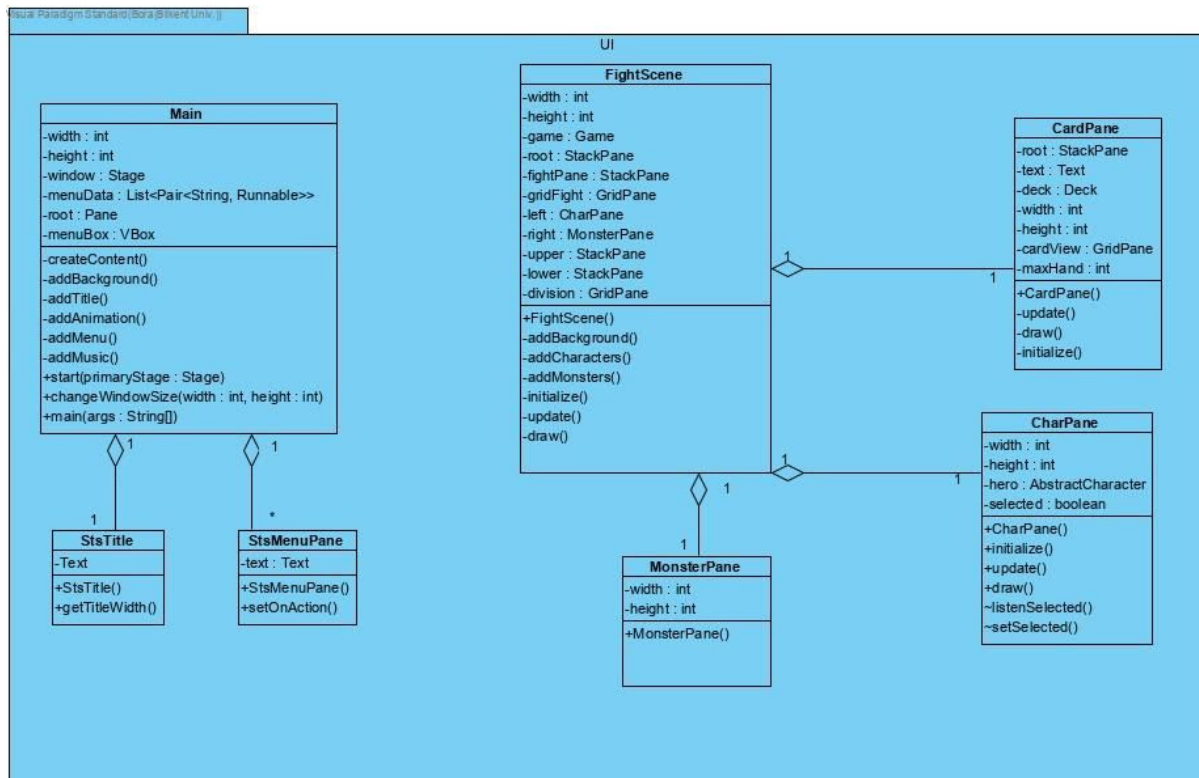 Visual Paradigm Standard(Bora(Bilkent Univ.))
UI
Main
-width : int
-height : int
-window : Stage
-menuData : List<Pair<String, Runnable>>
-root : Pane
-menuBox : VBox
-createContent()
-addBackground()
-addTitle()
-addAnimation()
-addMenu()
-addMusic()
+start(primaryStage : Stage)
+changeWindowSize(width : int, height : int)
+main(args : String[])
1
1
1
*
StsTitle
-Text
+StsTitle()
+getTitleWidth()
StsMenuPane
-text : Text
+StsMenuPane()
+setOnAction()
FightScene
-width : int
-height : int
-game : Game
-root : StackPane
-fightPane : StackPane
-gridFight : GridPane
-left : CharPane
-right : MonsterPane
-upper : StackPane
-lower : StackPane
-division : GridPane
+FightScene()
-addBackground()
-addCharacters()
-addMonsters()
-initialize()
-update()
-draw()
1
1
1
1
1
1
MonsterPane
-width : int
-height : int
+MonsterPane()
CardPane
-root : StackPane
-text : Text
-deck : Deck
-width : int
-height : int
-cardView : GridPane
-maxHand : int
+CardPane()
-update()
-draw()
-initialize()
CharPane
-width : int
-height : int
-hero : AbstractCharacter
-selected : boolean
+CharPane()
+initialize()
+update()
+draw()
~listenSelected()
~setSelected()